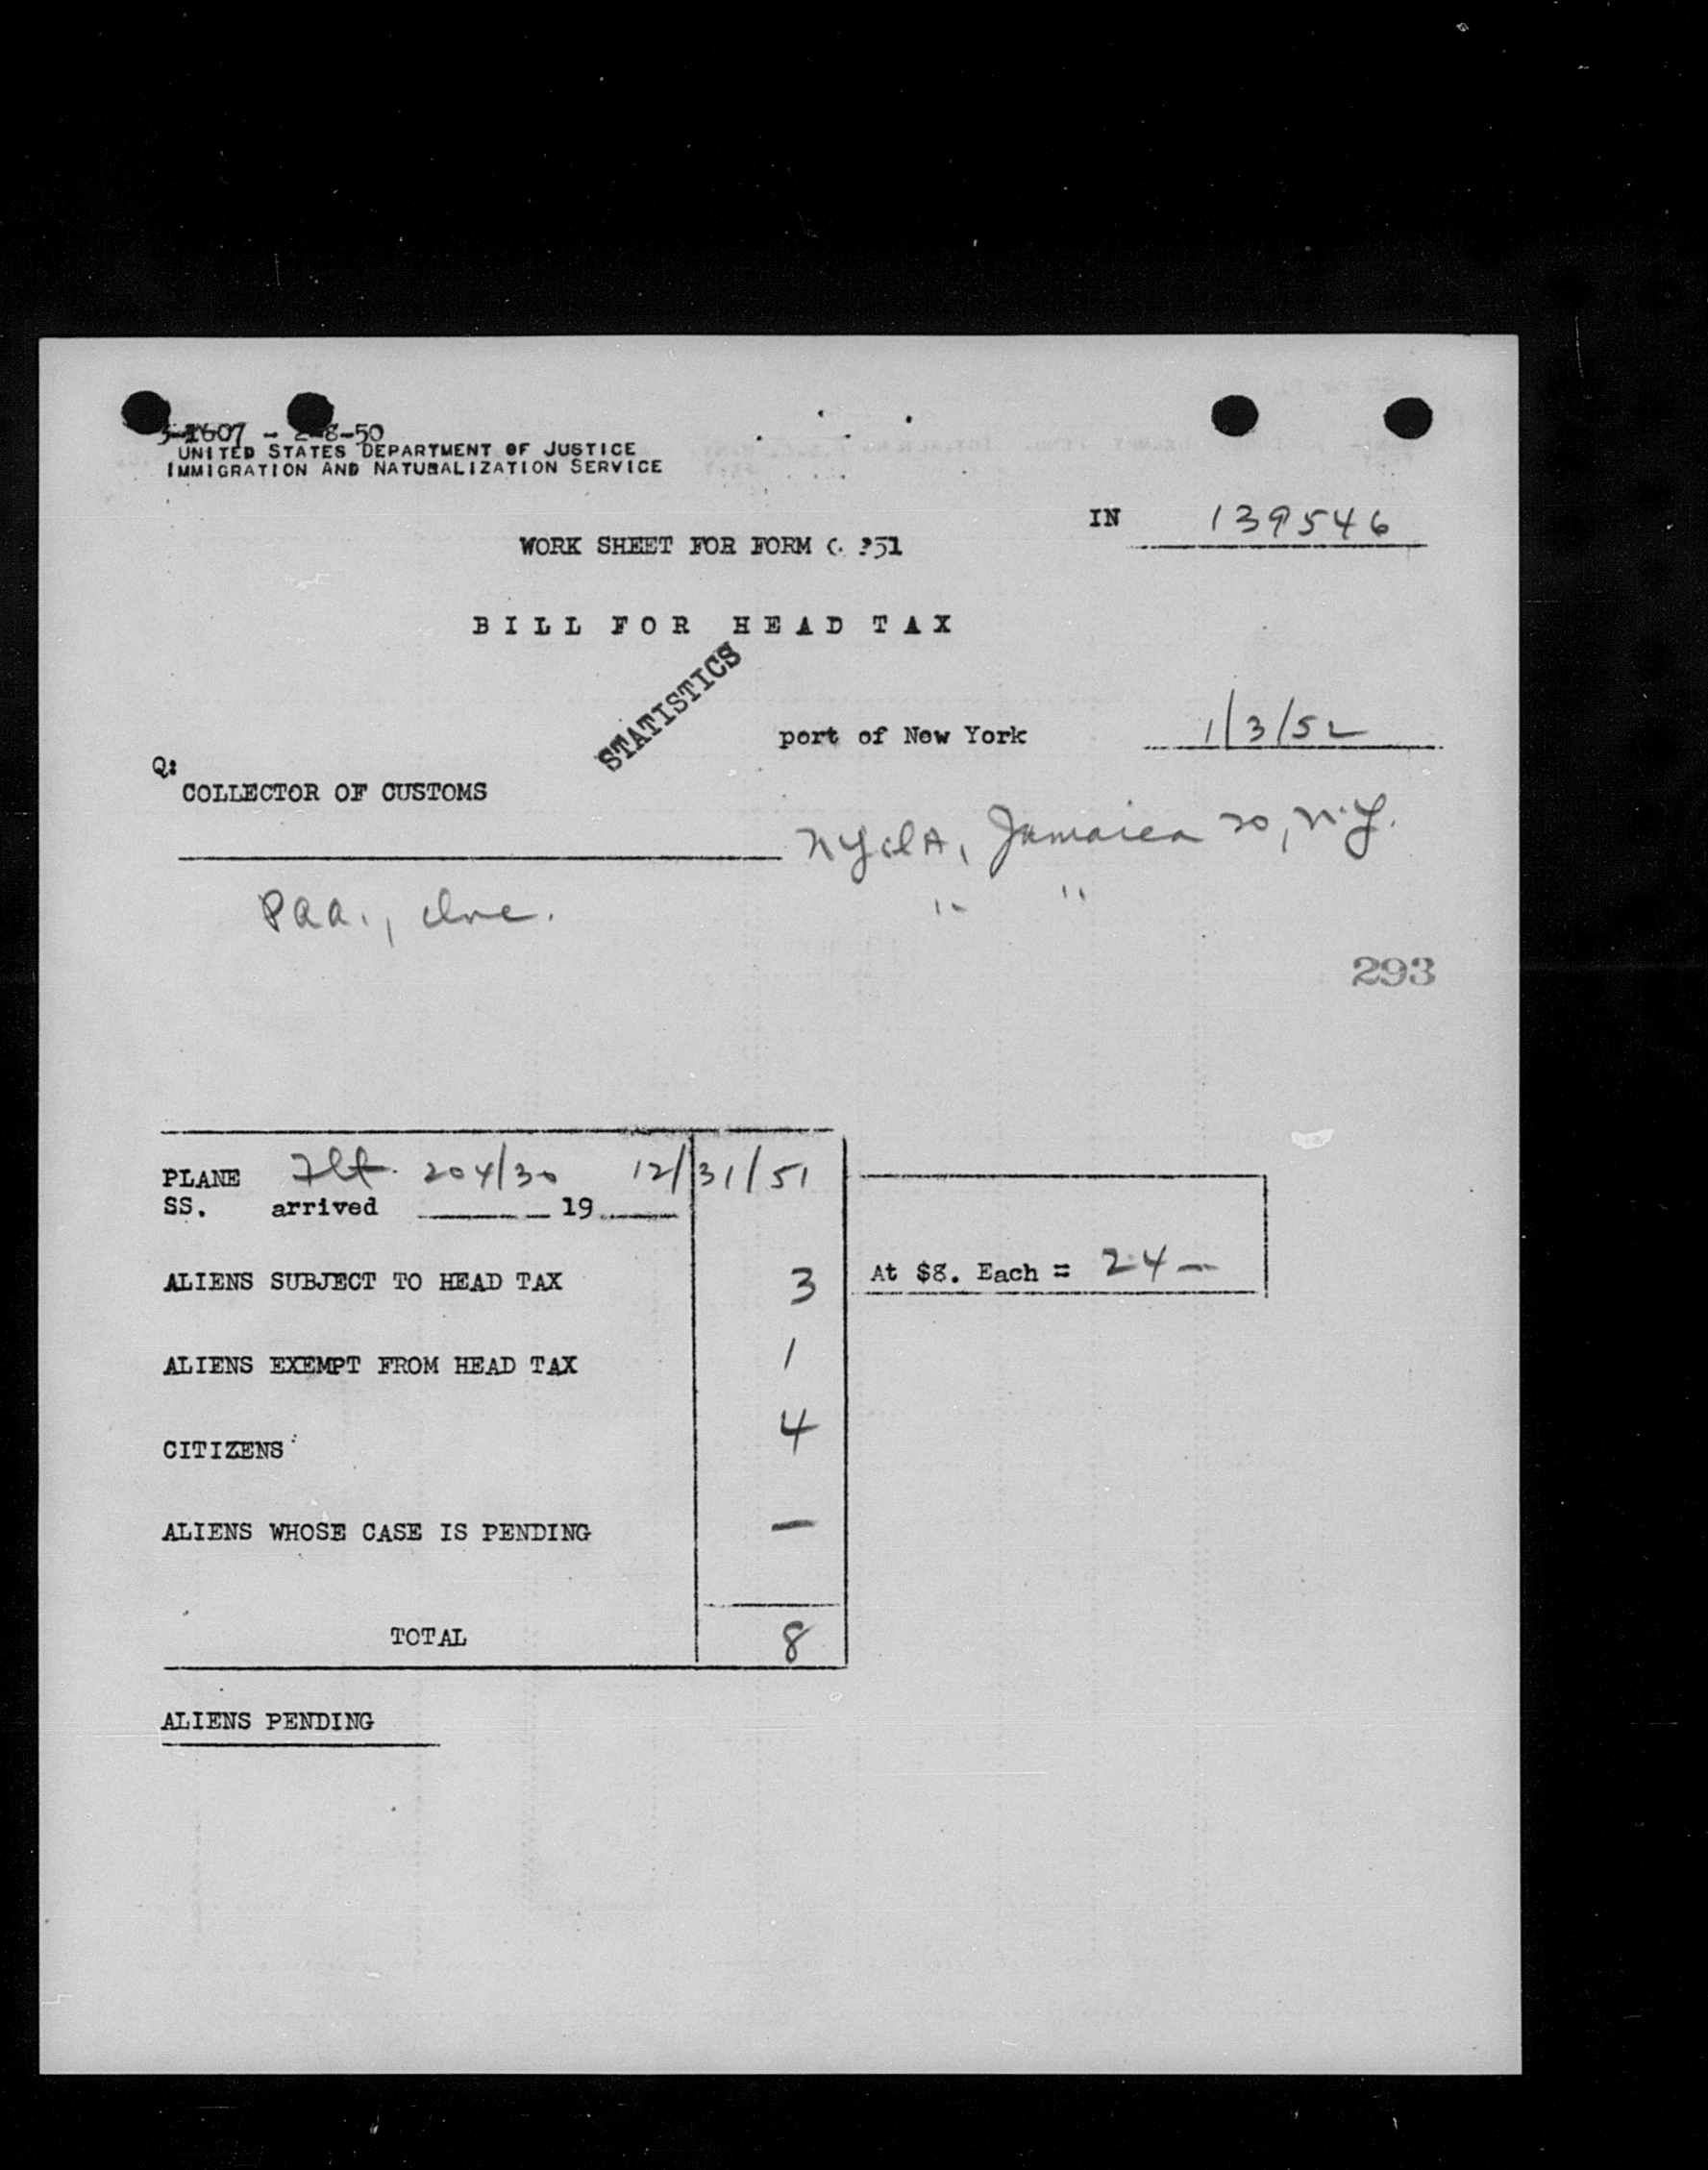 UNITED STATES DEPARTMENT OF JUSTICE
IMMIGRATION AND NATURALIZATION SERVICE
IN 139546
WORK SHEET FOR FORM
BILL FOR HEAD TAX
STATISTICS
port of New York 1/3/52
COLLECTOR OF CUSTOMS
Jamaica 20, N.Y.
PAA., Inc. " "
293
PLANE Flt. 204/30 12/31/51
SS. arrived 19
ALIENS SUBJECT TO HEAD TAX 3 At $8. Each = 24—
ALIENS EXEMPT FROM HEAD TAX 1
CITIZENS 4
ALIENS WHOSE CASE IS PENDING —
TOTAL 8
ALIENS PENDING